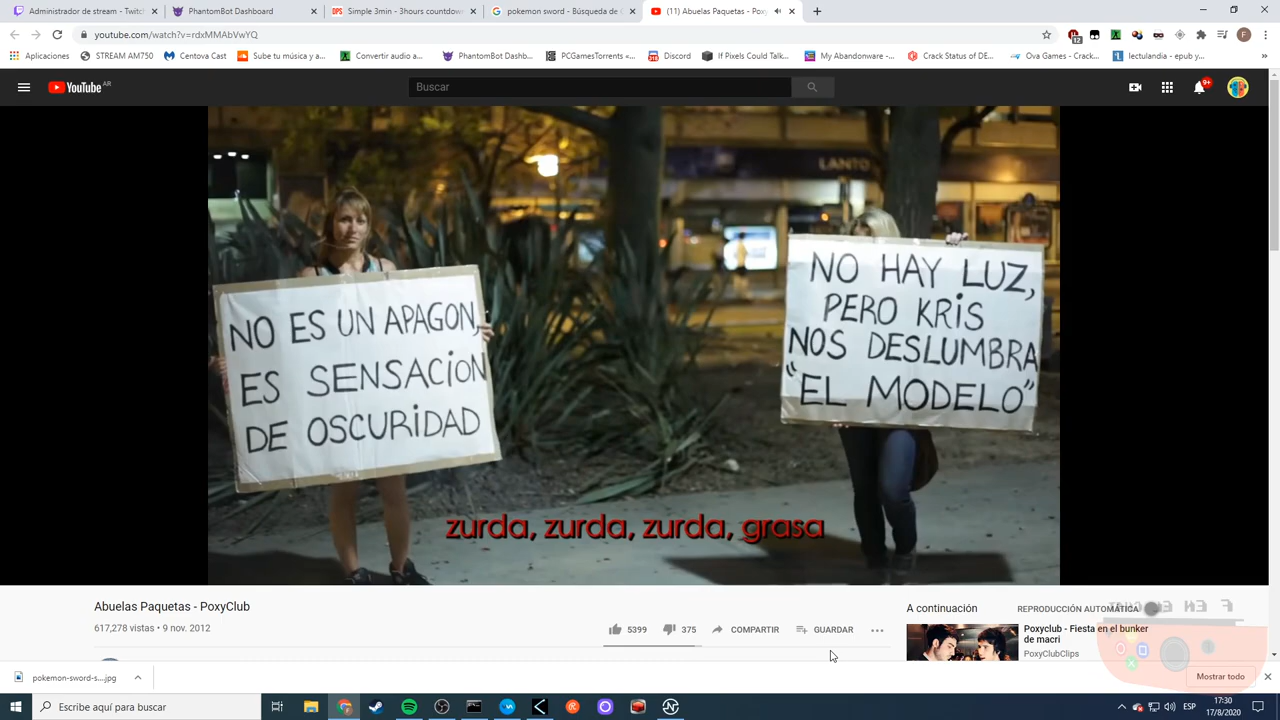 Administrador de stream - Twitc
PhantomBot Dashboard
Simple 3min - 3hours countdown
pokemon sword - Búsqueda de G
(11) Abuelas Paquetas - Pox
youtube.com/watch?v=rdxMMAbVwYQ
12
F
Aplicaciones
STREAM AM750
Centova Cast
Sube tu música y a...
Convertir audio a...
PhantomBot Dashb...
PCGamesTorrents «...
Discord
If Pixels Could Talk...
My Abandonware -...
Crack Status of DE...
Ova Games - Crack...
lectulandia - epub y...
YouTube AR
Buscar
9+
LANTO
NO ES UN APAGON,
ES SENSACION
DE OSCURIDAD
NO HAY LUZ,
PERO KRIS
NOS DESLUMBRA
"EL MODELO"
zurda, zurda, zurda, grasa
Abuelas Paquetas - PoxyClub
617,278 vistas • 9 nov. 2012
5399
375
COMPARTIR
GUARDAR
A continuación
REPRODUCCIÓN AUTOMÁTICA
Poxyclub - Fiesta en el bunker
de macri
PoxyClubClips
pokemon-sword-s....jpg
Mostrar todo
Escribe aquí para buscar
ESP
17:30
17/8/2020